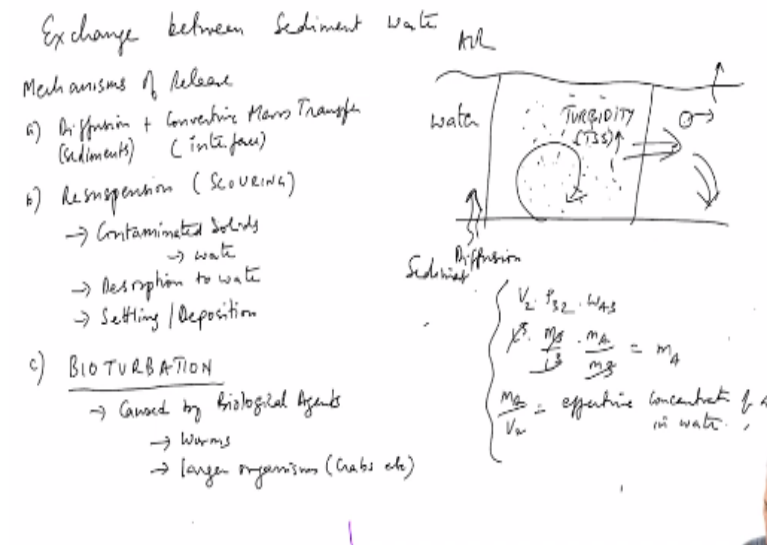 Exchange between Sediment Water
Mechanisms of Release
a) Diffusion + Convective Mass Transfer
(sediments) (interface)
b) Resuspension (SCOURING)
→ Contaminated Solids
→ water
→ Desorption to water
→ Settling / Deposition
c) BIOTURBATION
→ Caused by Biological Agents
→ Worms
→ larger organisms (Crabs etc)
AIR
water
TURBIDITY
(TSS)↑
Diffusion
Sediment
V₂ · ρ₃₂ · WA3
= mA
= effective concentration of A
in water.